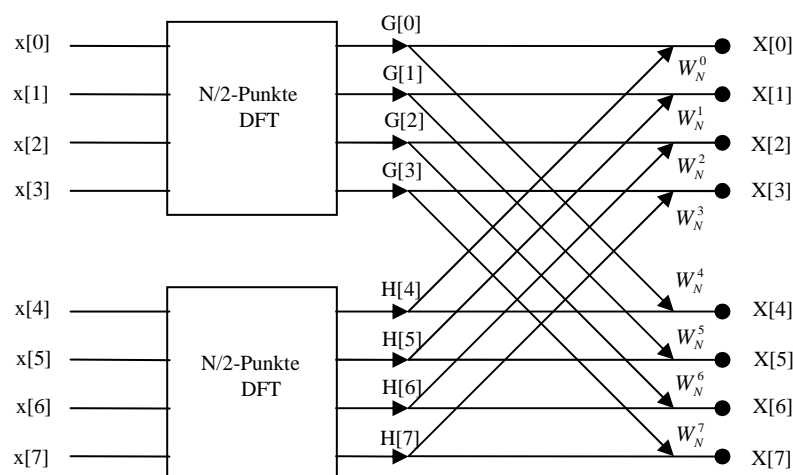 G[0]
x[0]
X[0]
W_N^0
G[1]
x[1]
X[1]
N/2-Punkte
DFT
W_N^1
G[2]
x[2]
X[2]
W_N^2
G[3]
x[3]
X[3]
W_N^3
H[4]
W_N^4
x[4]
X[4]
H[5]
W_N^5
x[5]
X[5]
N/2-Punkte
DFT
H[6]
W_N^6
x[6]
X[6]
H[7]
W_N^7
x[7]
X[7]